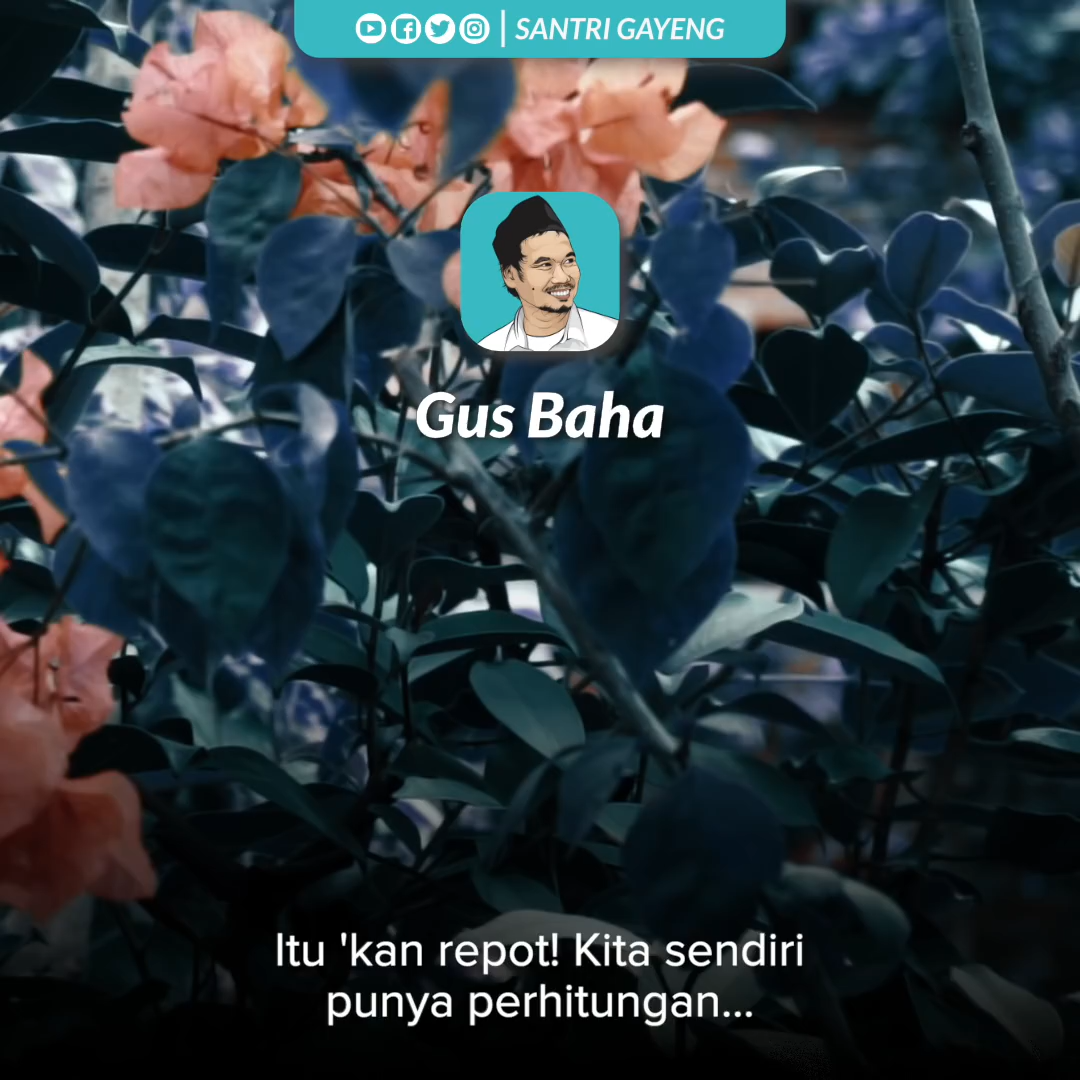 | SANTRI GAYENG
Gus Baha
Itu 'kan repot! Kita sendiri
punya perhitungan...